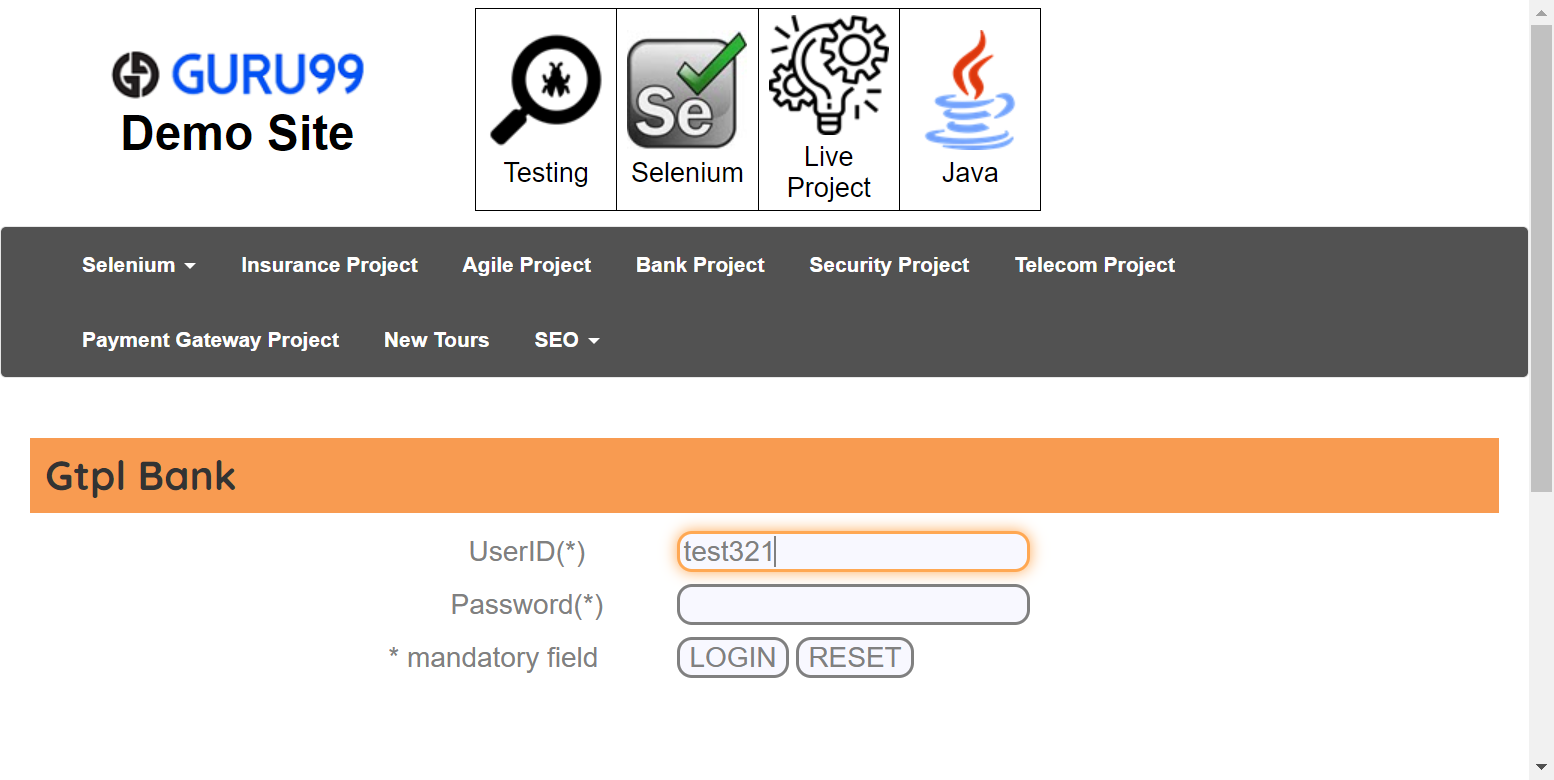 GURU99
Demo Site
Testing
Se
Selenium
Live
Project
Java
Selenium
Insurance Project
Agile Project
Bank Project
Security Project
Telecom Project
Payment Gateway Project
New Tours
SEO
Gtpl Bank
UserID(*)
test321
Password(*)
* mandatory field
LOGIN
RESET